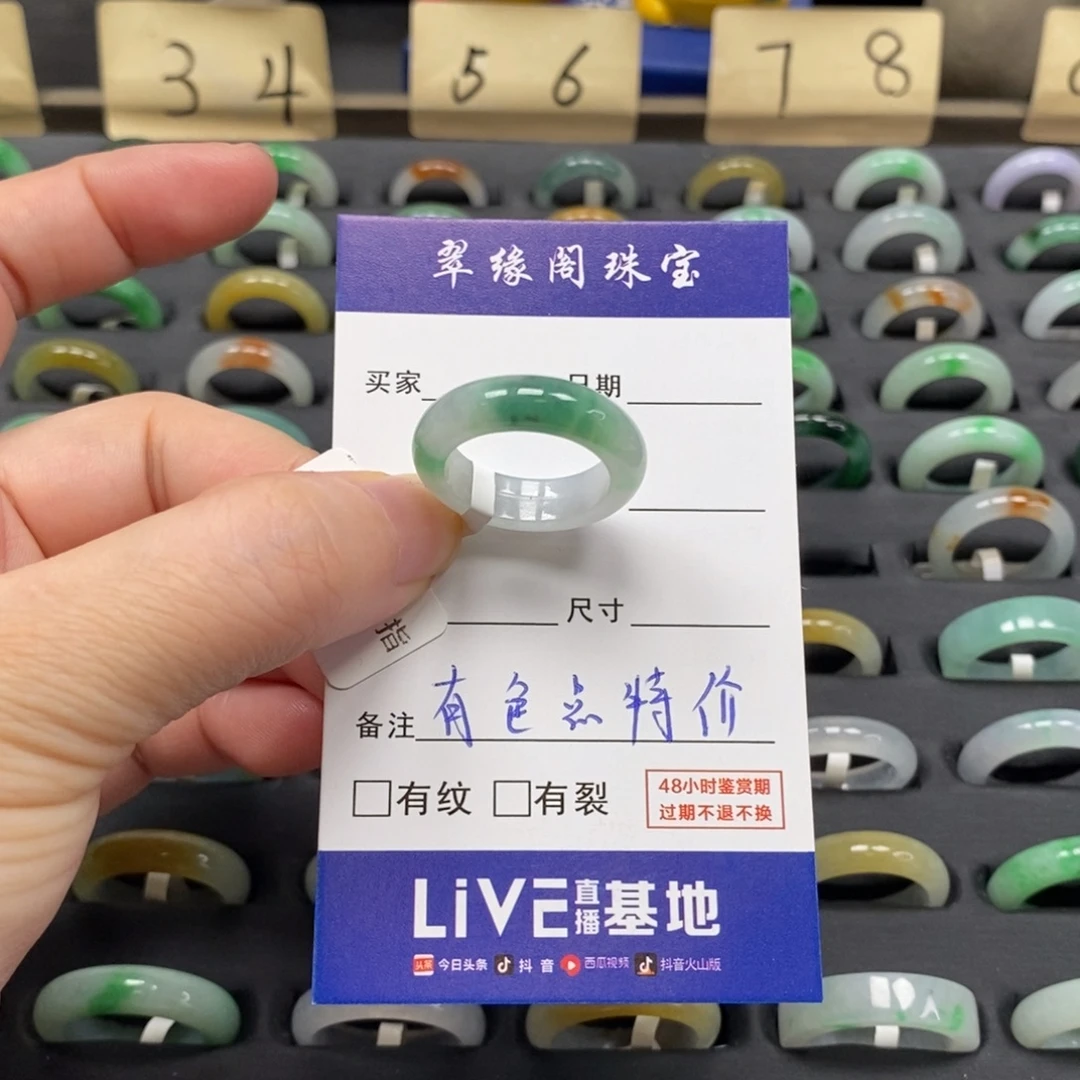 3 4
5 6
7 8
翠缘阁珠宝
买家 日期
尺寸
指
备注 有色点特价
有纹 有裂
48小时鉴赏期
过期不退不换
LiVE直播基地
头条 今日头条 抖音 西瓜视频 抖音火山版